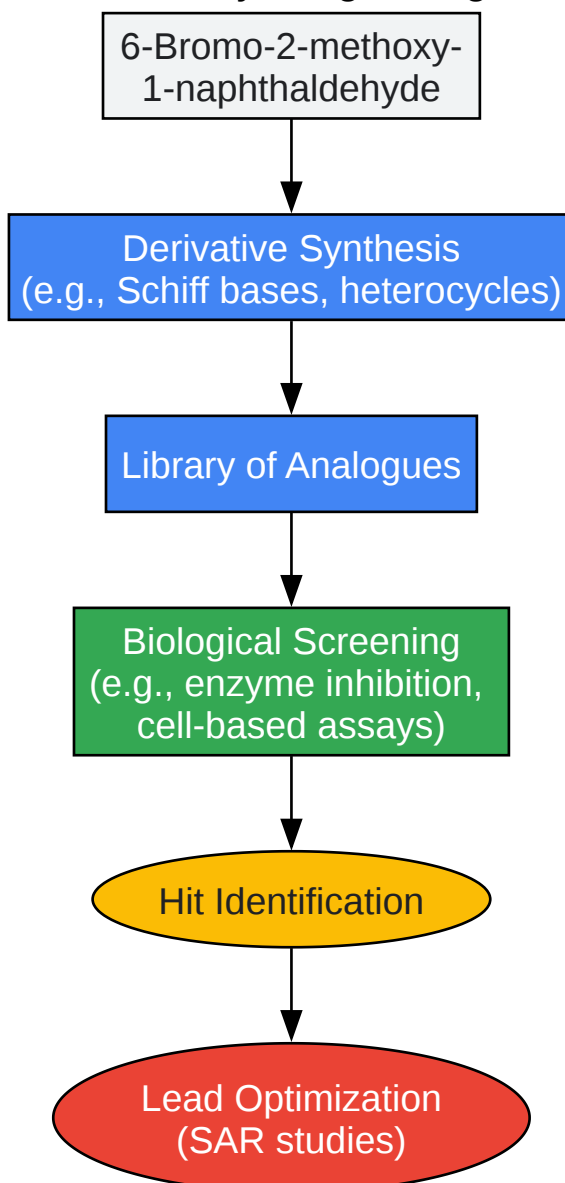 6-Bromo-2-methoxy-
1-naphthaldehyde
Derivative Synthesis
(e.g., Schiff bases, heterocycles)
Library of Analogues
Biological Screening
(e.g., enzyme inhibition,
cell-based assays)
Hit Identification
Lead Optimization
(SAR studies)